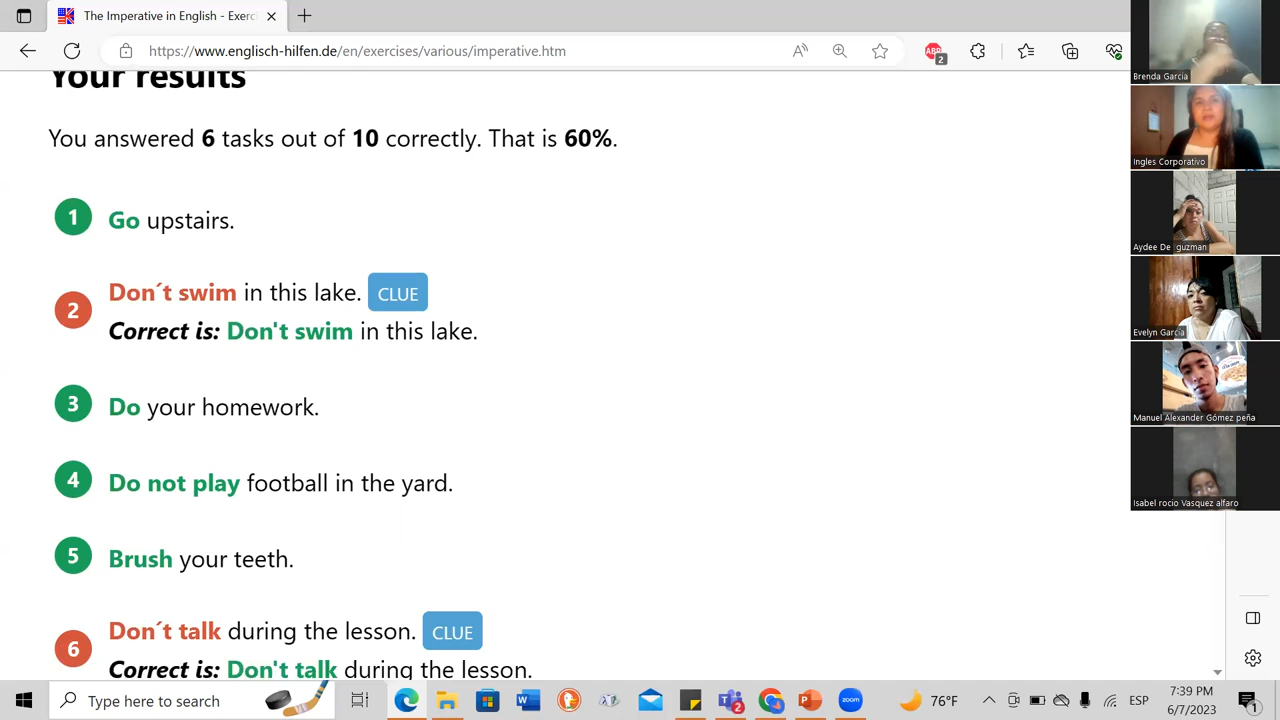 The Imperative in English - Exerc
https://www.englisch-hilfen.de/en/exercises/various/imperative.htm
ABP
2
Your results
You answered 6 tasks out of 10 correctly. That is 60%.
1 Go upstairs.
2 Don´t swim in this lake. CLUE
Correct is: Don't swim in this lake.
3 Do your homework.
4 Do not play football in the yard.
5 Brush your teeth.
6 Don´t talk during the lesson. CLUE
Correct is: Don't talk during the lesson.
Brenda Garcia
Ingles Corporativo
Aydee De guzman
Evelyn Garcia
Manuel Alexander Gómez peña
Isabel rocio Vasquez alfaro
Type here to search
2
zoom
76°F
ESP
7:39 PM
6/7/2023
1